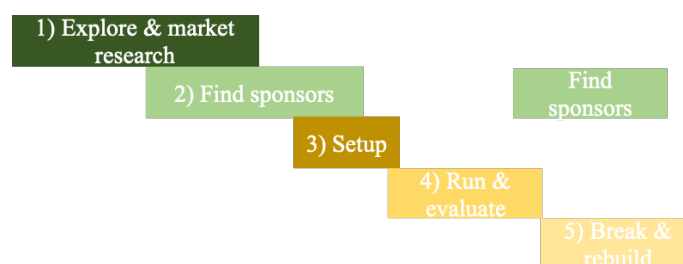 1) Explore & market
research
2) Find sponsors
Find
sponsors
3) Setup
4) Run &
evaluate
5) Break &
rebuild